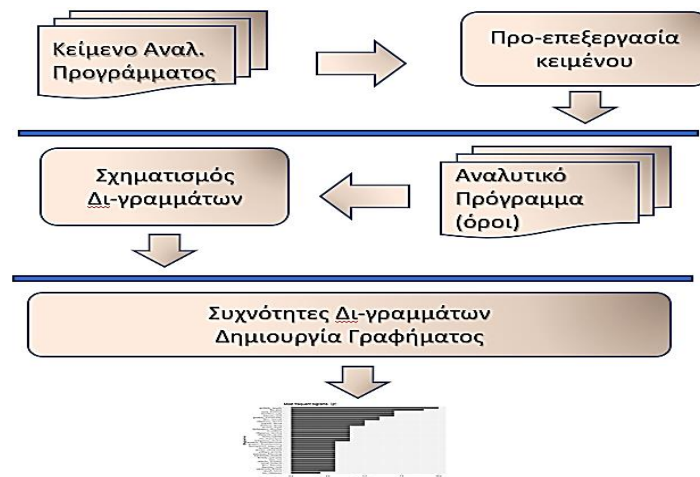 Κείμενο Αναλ.
Προγράμματος
Προ-επεξεργασία
κειμένου
Σχηματισμός
Δι-γραμμάτων
Αναλυτικό
Πρόγραμμα
(όροι)
Συχνότητες Δι-γραμμάτων
Δημιουργία Γραφήματος